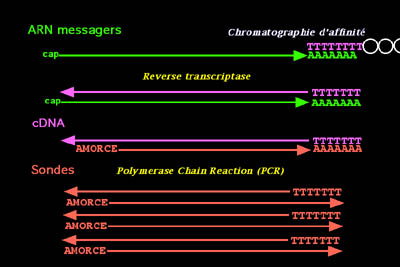 ARN messagers
Chromatographie d'affinité
TTTTTTTT
cap
AAAAAAA
Reverse transcriptase
TTTTTTT
cap
AAAAAAA
cDNA
TTTTTTT
AMORCE
AAAAAAA
Sondes
Polymerase Chain Reaction (PCR)
TTTTTTT
AMORCE
TTTTTTT
AMORCE
TTTTTTT
AMORCE